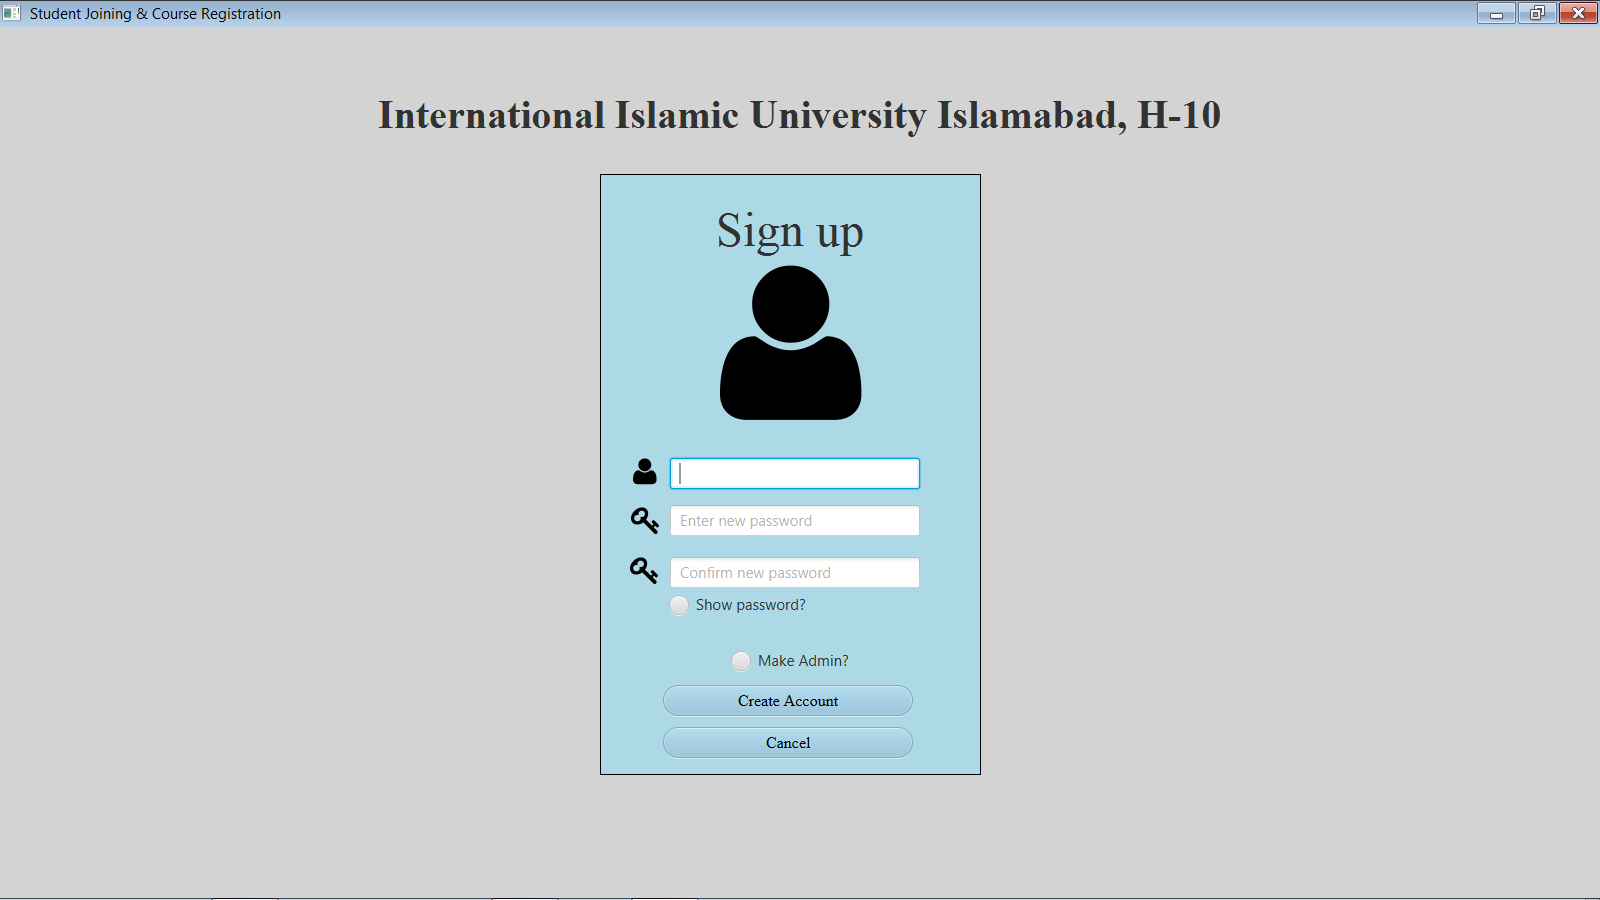 Student Joining & Course Registration
International Islamic University Islamabad, H-10
Sign up
Enter new password
Confirm new password
Show password?
Make Admin?
Create Account
Cancel